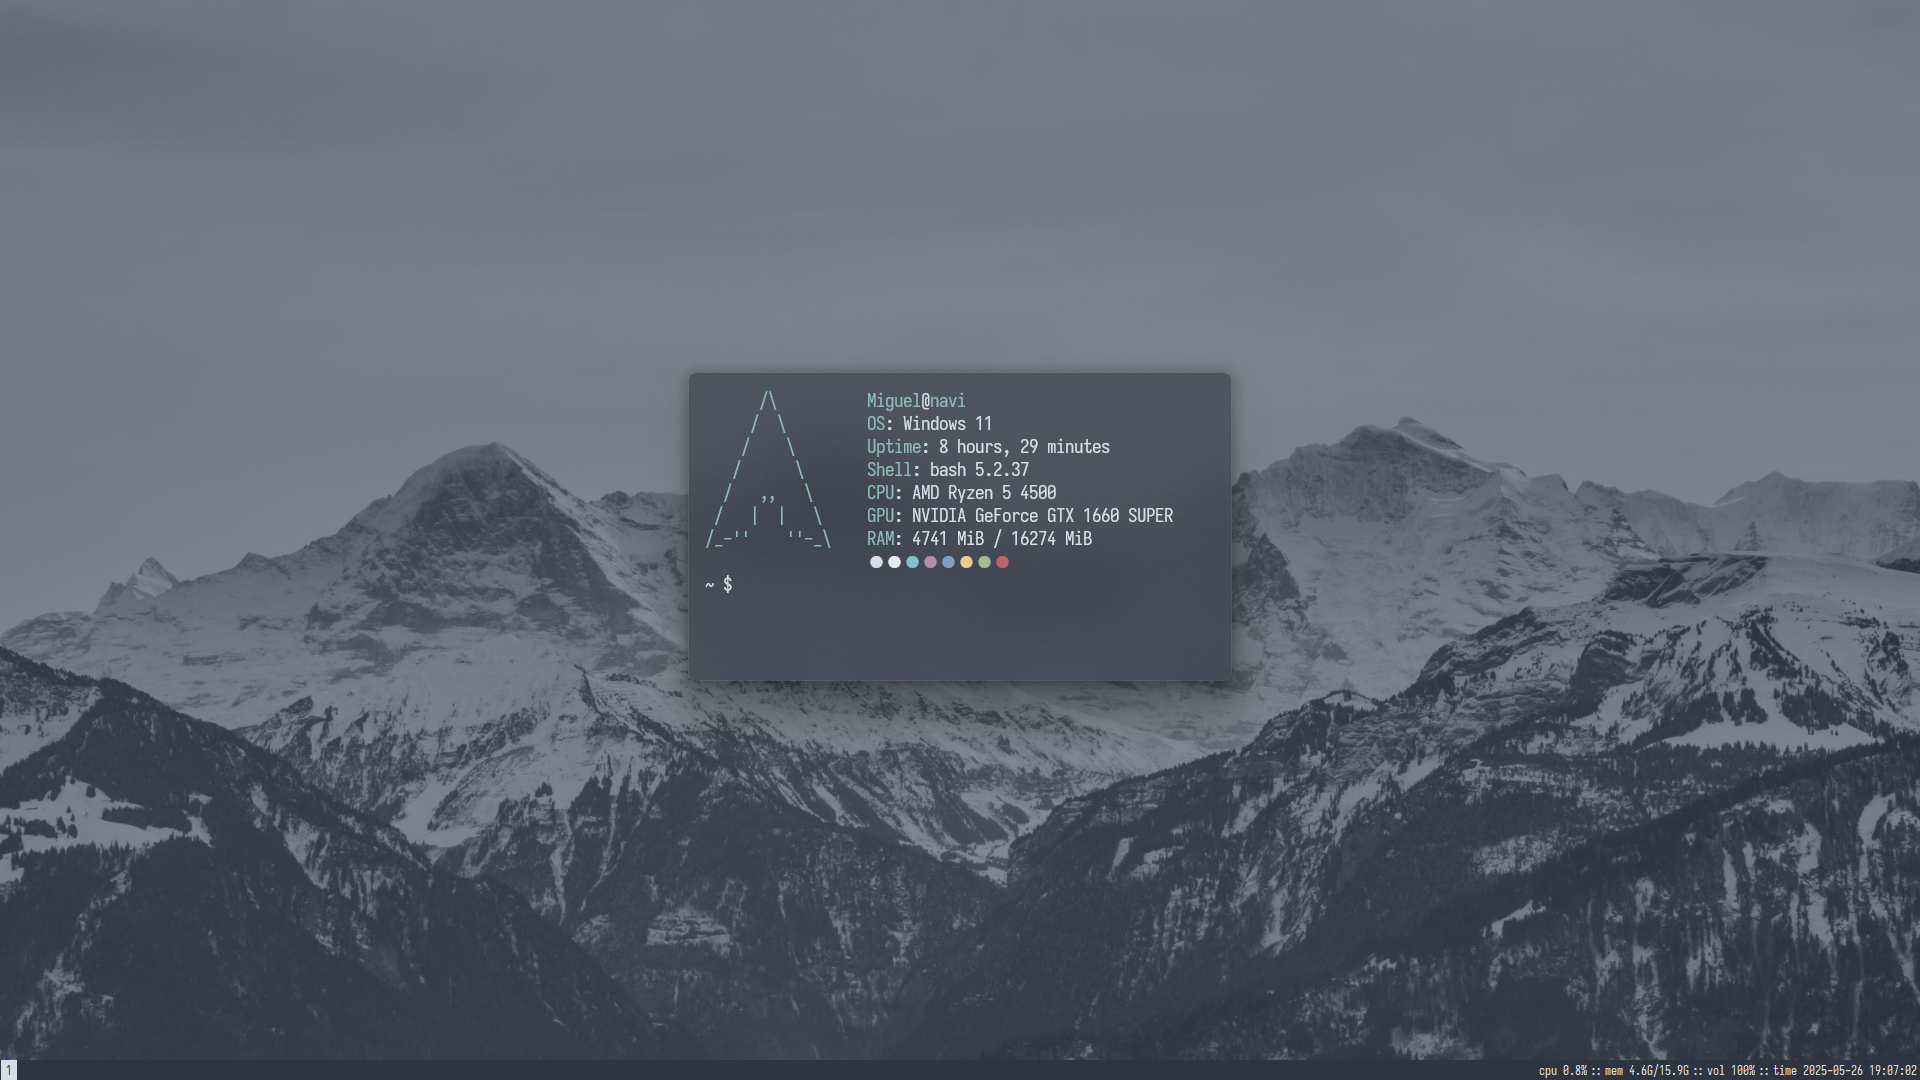 Miguel@navi
OS: Windows 11
Uptime: 8 hours, 29 minutes
Shell: bash 5.2.37
CPU: AMD Ryzen 5 4500
GPU: NVIDIA GeForce GTX 1660 SUPER
RAM: 4741 MiB / 16274 MiB
~ $
1
cpu 0.8% :: mem 4.6G/15.9G :: vol 100% :: time 2025-05-26 19:07:02